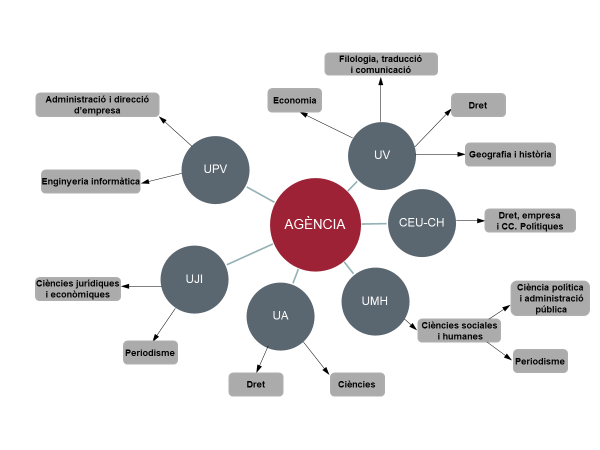 Filologia, traducció
i comunicació
Administració i direcció
d'empresa
Economia
Dret
UV
Geografia i història
UPV
Enginyeria informàtica
AGÈNCIA
CEU-CH
Dret, empresa
i CC. Polítiques
UJI
Ciències jurídiques
i econòmiques
UMH
Ciència política
i administració
pública
UA
Ciències socials
i humanes
Periodisme
Periodisme
Dret
Ciències